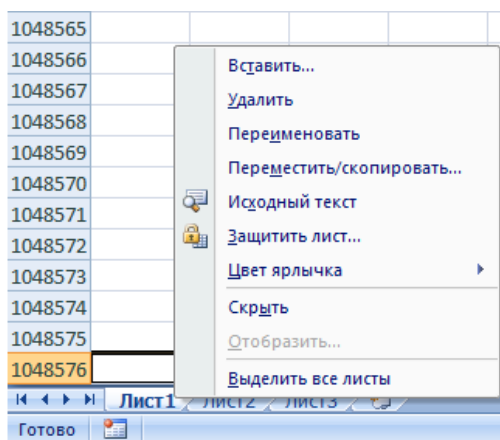 1048565
1048566
Вставить...
1048567
Удалить
1048568
Переименовать
1048569
Переместить/скопировать...
1048570
Исходный текст
1048571
Защитить лист...
1048572
Цвет ярлычка
1048573
Скрыть
1048574
Отобразить...
1048575
Выделить все листы
1048576
Лист1 Лист2 Лист3
Готово